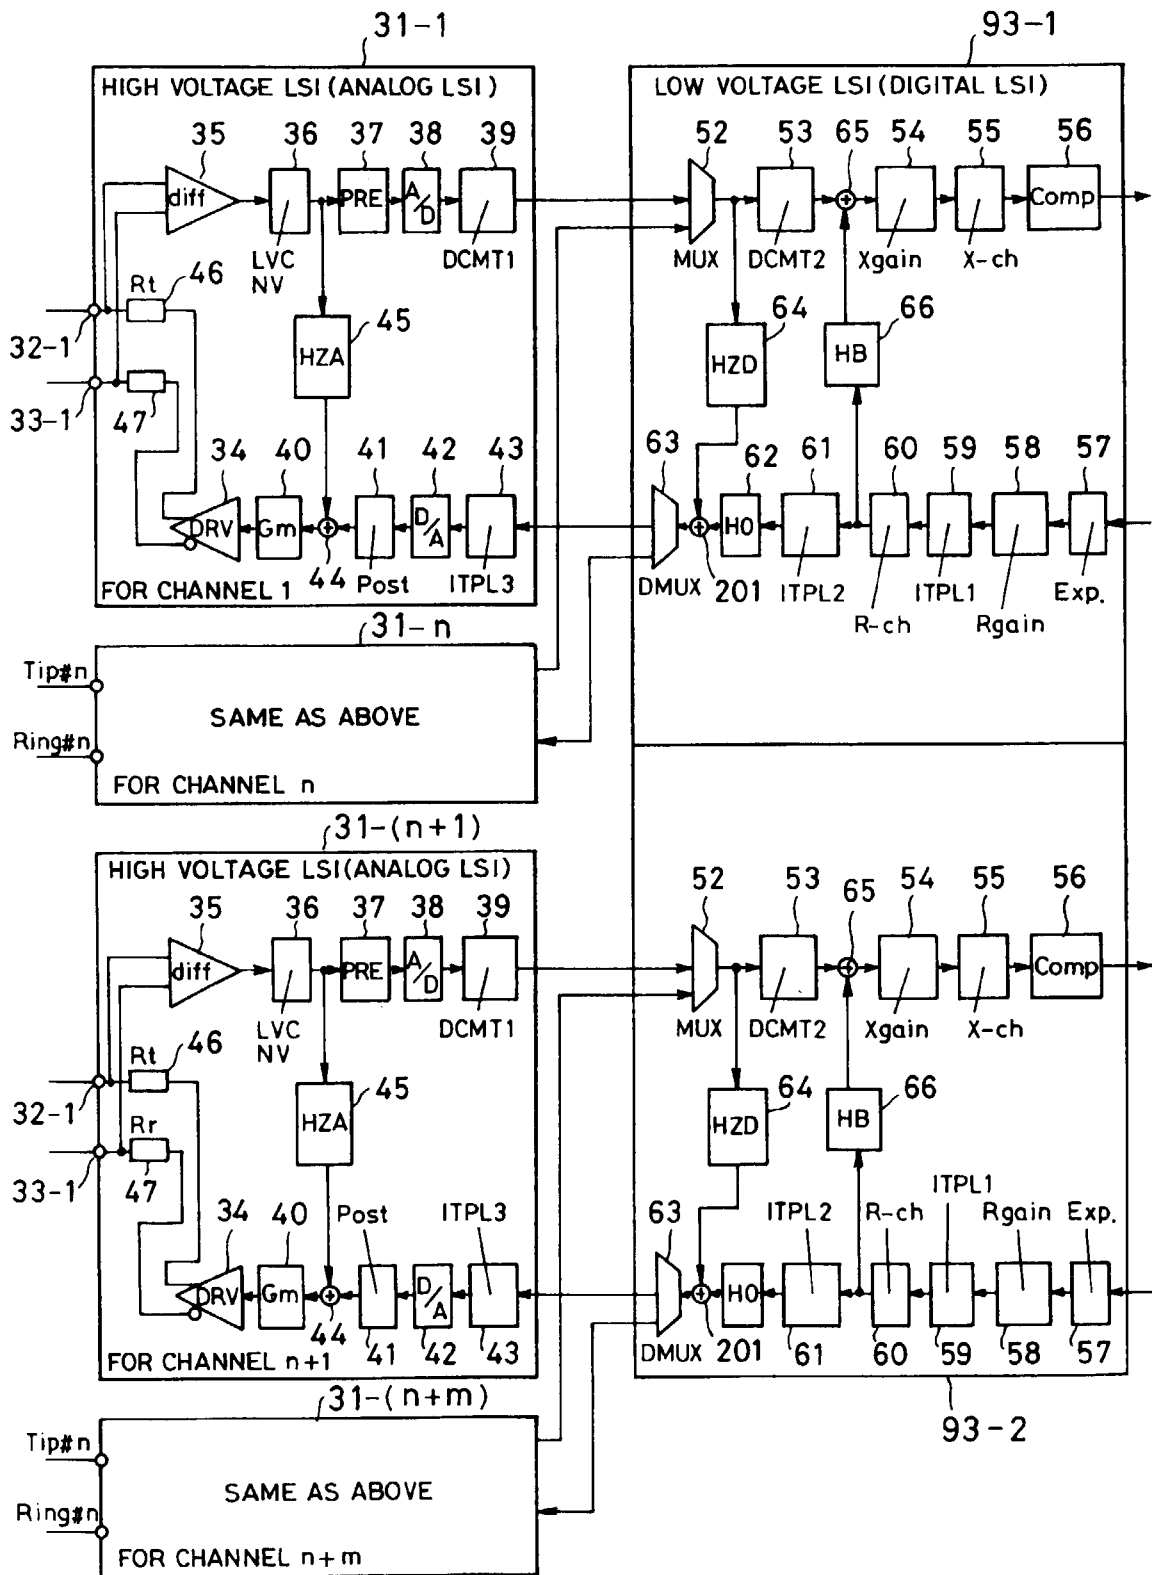 31-1
93-1
HIGH VOLTAGE LSI (ANALOG LSI)
LOW VOLTAGE LSI (DIGITAL LSI)
35 36 37 38 39
52 53 65 54 55 56
diff PRE A/D
Comp
LVC NV DCMT1
MUX DCMT2 Xgain X-ch
Rt 46
45
64 66
32-1
HZA
HZD HB
33-1 47
34 40 41 42 43
63 62 61 60 59 58 57
DRV Gm D/A
HO
44 Post ITPL3
DMUX 201 ITPL2 ITPL1 Exp.
R-ch Rgain
FOR CHANNEL 1
31-n
Tip#n
SAME AS ABOVE
Ring#n
FOR CHANNEL n
31-(n+1)
HIGH VOLTAGE LSI (ANALOG LSI)
35 36 37 38 39
52 53 65 54 55 56
diff PRE A/D
Comp
LVC NV DCMT1
MUX DCMT2 Xgain X-ch
Rt 46
45
64 66
32-1
HZA
HZD HB
Rr
33-1 47
34 40 Post ITPL3
63 ITPL2 R-ch ITPL1 Rgain Exp.
DRV Gm D/A
HO
44 41 42 43
DMUX 201 61 60 59 58 57
FOR CHANNEL n+1
31-(n+m)
93-2
Tip#n
SAME AS ABOVE
Ring#n
FOR CHANNEL n+m